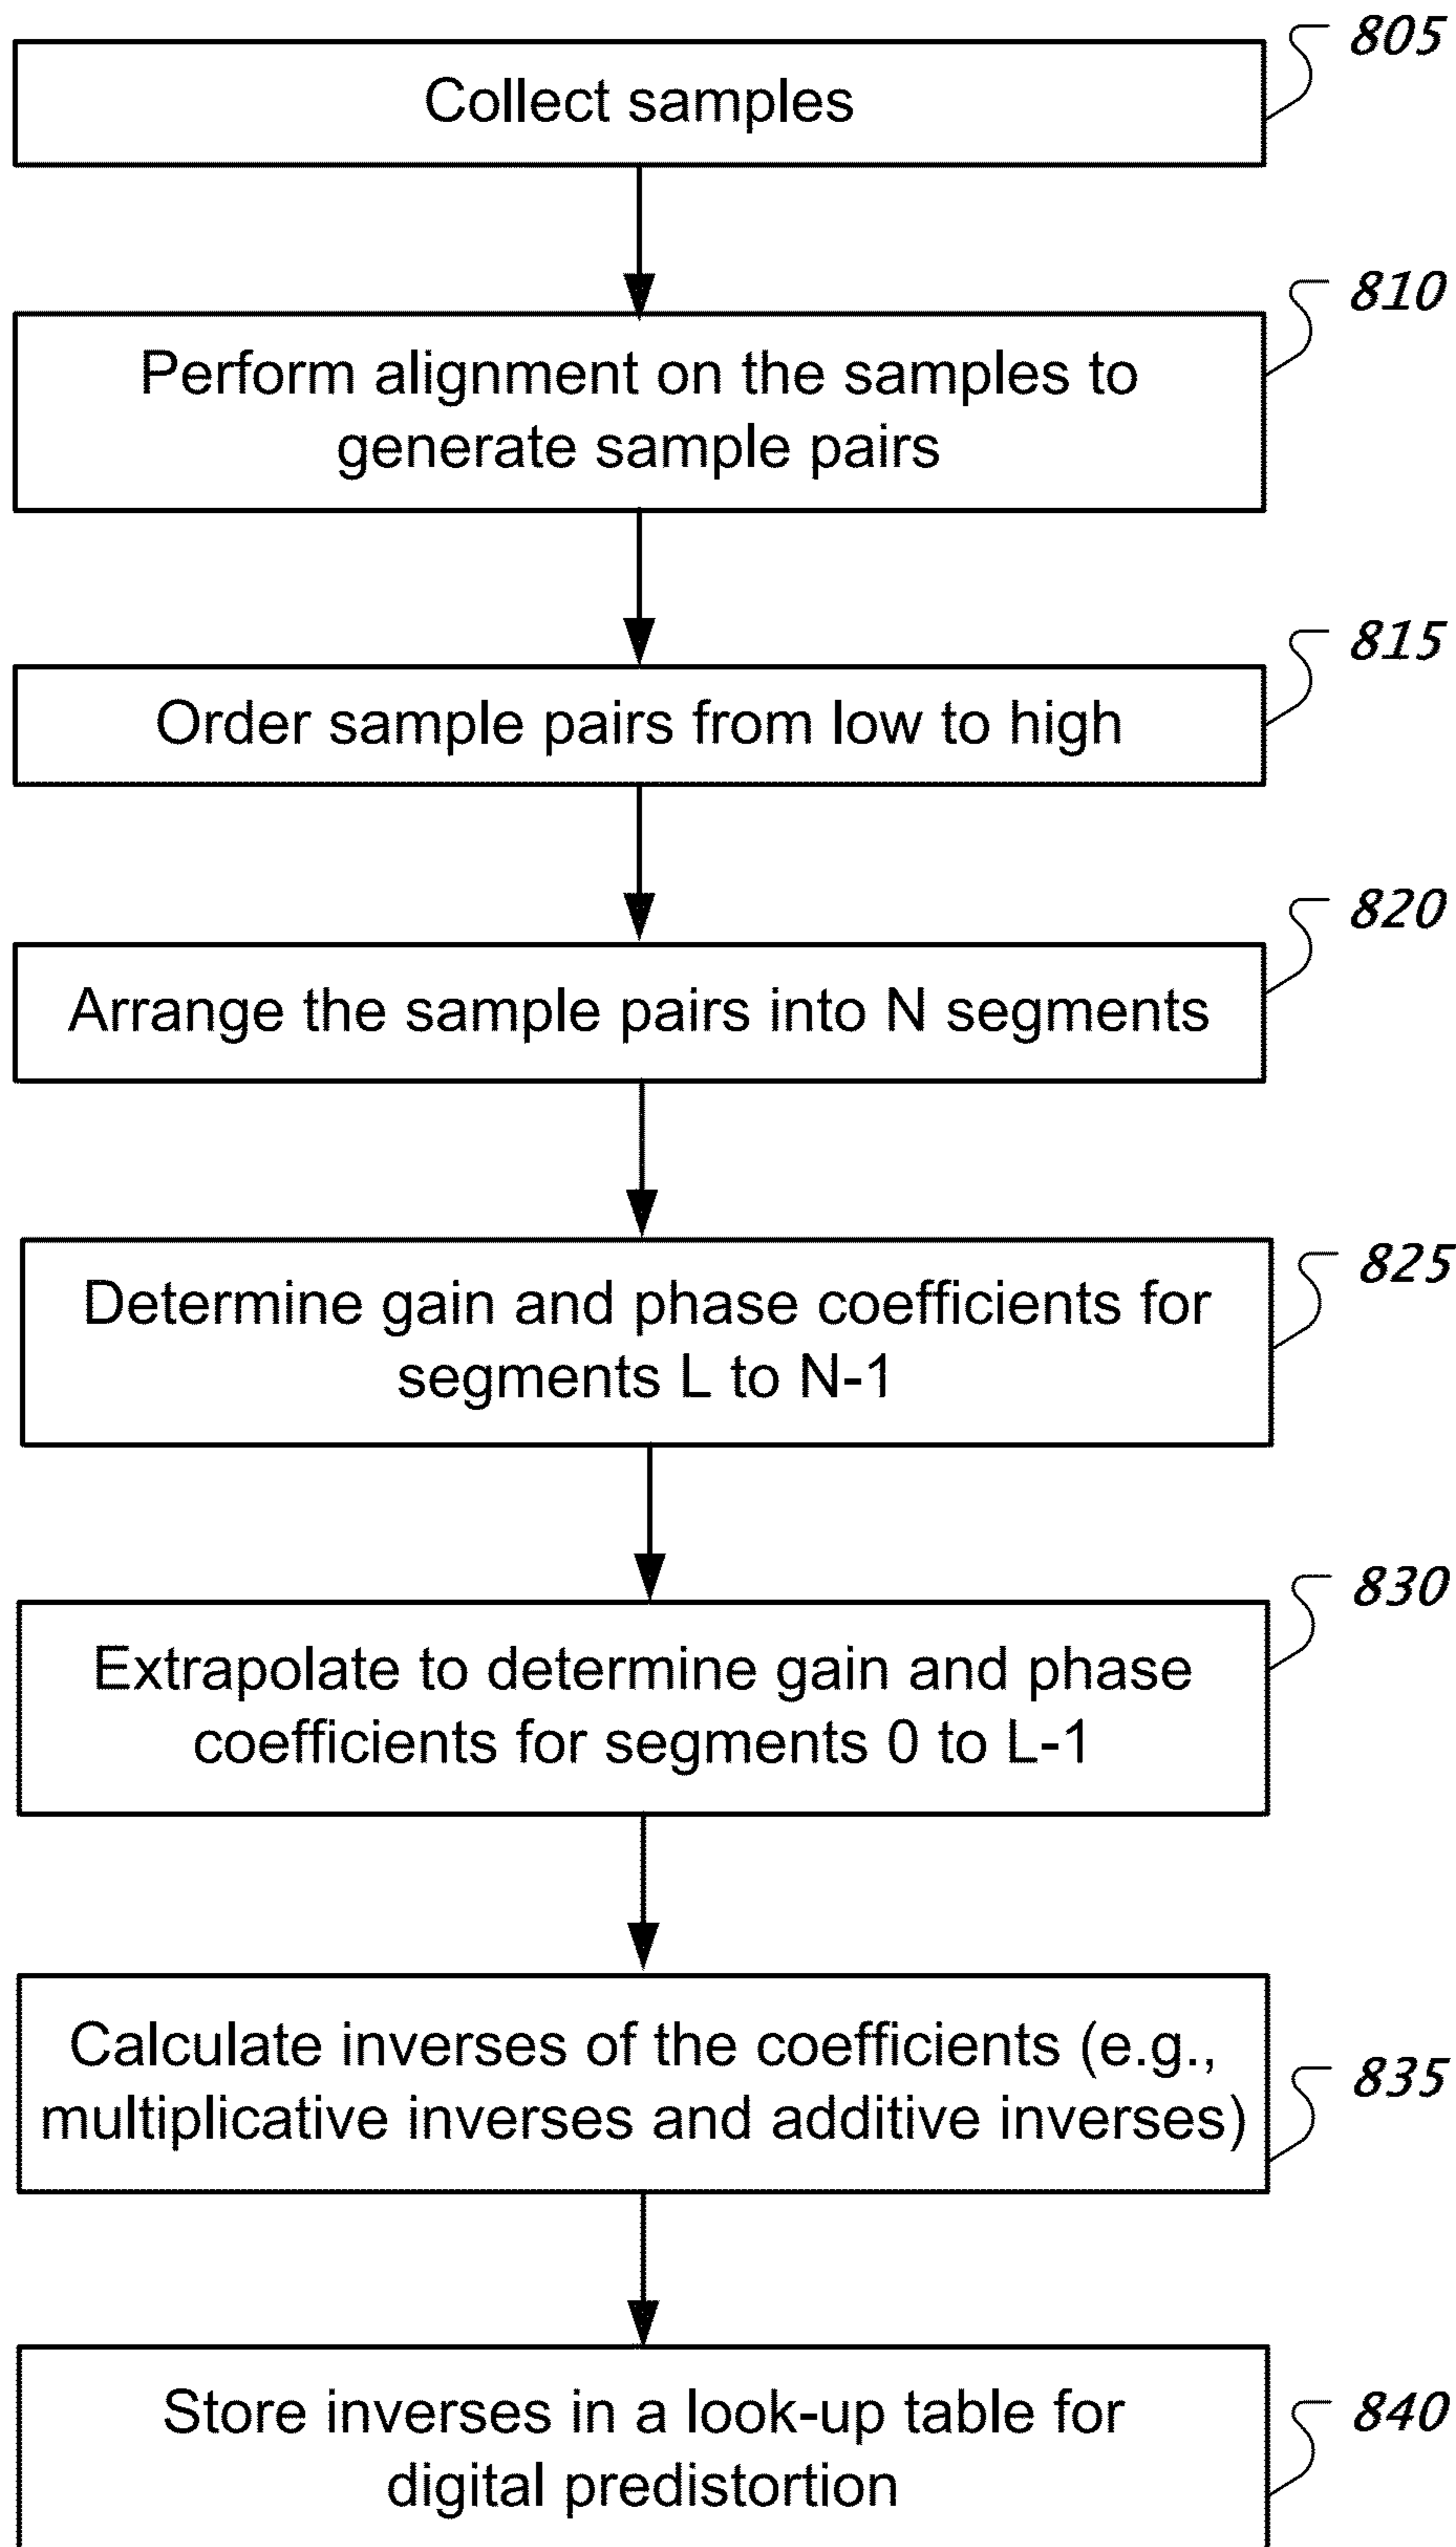 805
Collect samples
810
Perform alignment on the samples to
generate sample pairs
815
Order sample pairs from low to high
820
Arrange the sample pairs into N segments
825
Determine gain and phase coefficients for
segments L to N-1
830
Extrapolate to determine gain and phase
coefficients for segments 0 to L-1
Calculate inverses of the coefficients (e.g.,
835
multiplicative inverses and additive inverses)
Store inverses in a look-up table for
840
digital predistortion